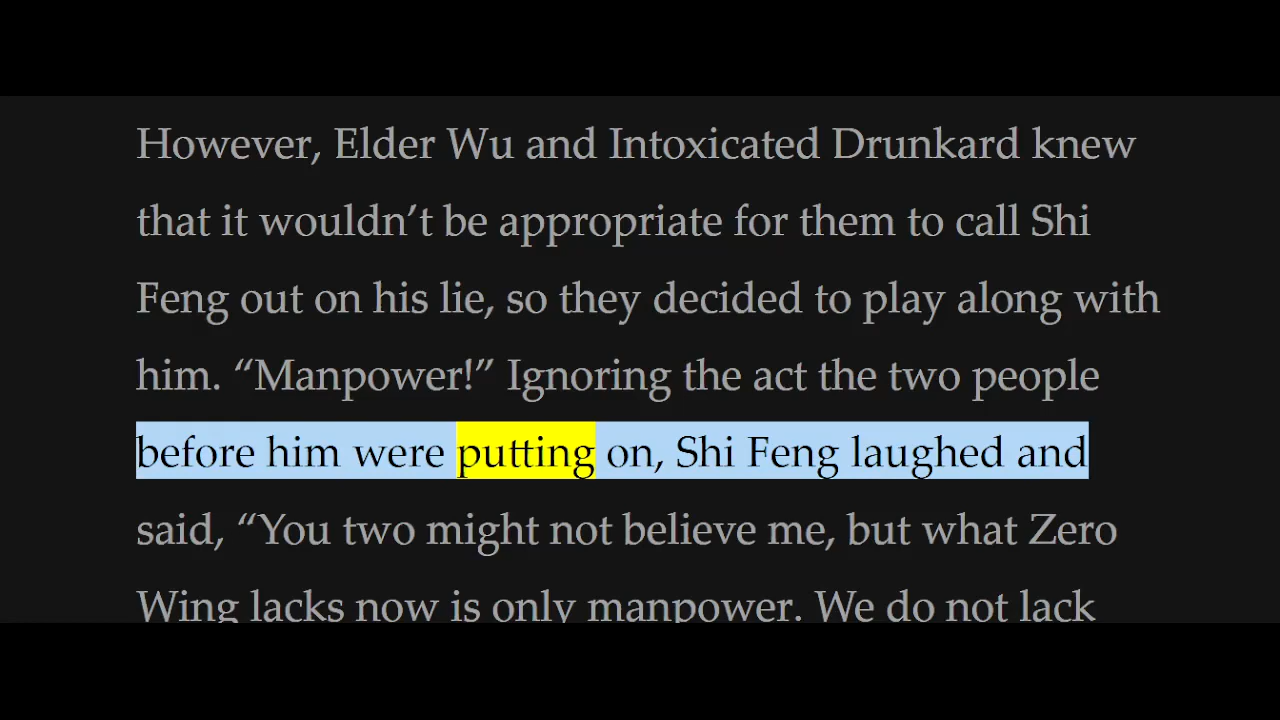 However, Elder Wu and Intoxicated Drunkard knew
that it wouldn’t be appropriate for them to call Shi
Feng out on his lie, so they decided to play along with
him. “Manpower!” Ignoring the act the two people
before him were putting on, Shi Feng laughed and
said, “You two might not believe me, but what Zero
Wing lacks now is only manpower. We do not lack